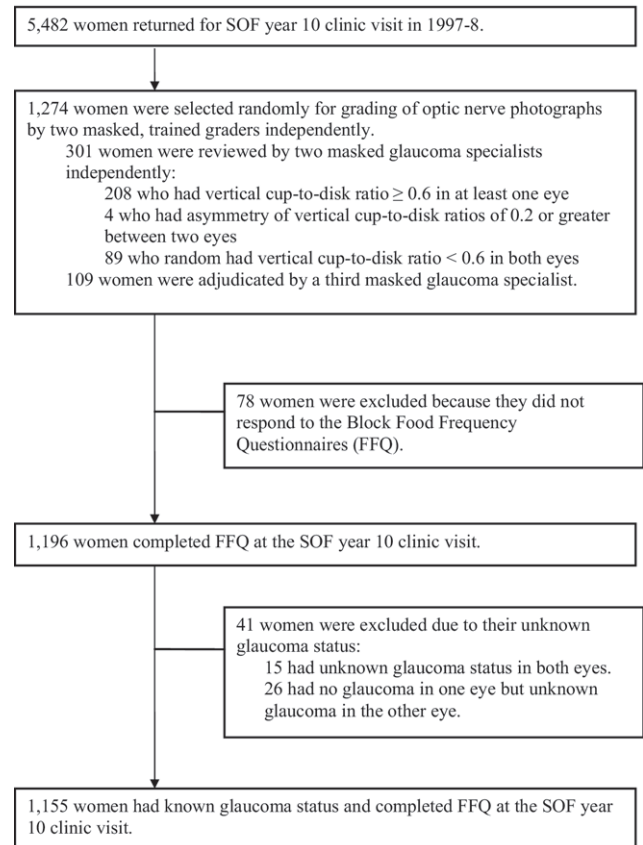 5,482 women returned for SOF year 10 clinic visit in 1997-8.
1,274 women were selected randomly for grading of optic nerve photographs
by two masked, trained graders independently.
301 women were reviewed by two masked glaucoma specialists
independently:
208 who had vertical cup-to-disk ratio ≥ 0.6 in at least one eye
4 who had asymmetry of vertical cup-to-disk ratios of 0.2 or greater
between two eyes
89 who random had vertical cup-to-disk ratio < 0.6 in both eyes
109 women were adjudicated by a third masked glaucoma specialist.
78 women were excluded because they did not
respond to the Block Food Frequency
Questionnaires (FFQ).
1,196 women completed FFQ at the SOF year 10 clinic visit.
41 women were excluded due to their unknown
glaucoma status:
15 had unknown glaucoma status in both eyes.
26 had no glaucoma in one eye but unknown
glaucoma in the other eye.
1,155 women had known glaucoma status and completed FFQ at the SOF year
10 clinic visit.